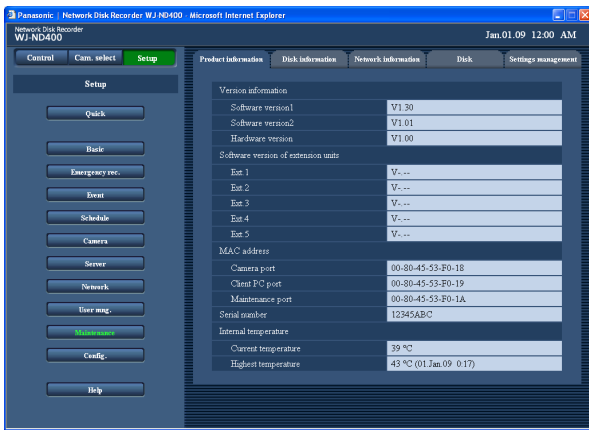 Panasonic | Network Disk Recorder WJ-ND400 - Microsoft Internet Explorer
Network Disk Recorder
WJ-ND400
Jan.01.09 12:00 AM
Control Cam. select Setup
Product information Disk information Network information Disk Settings management
Setup
Quick
Basic
Emergency rec.
Event
Schedule
Camera
Server
Network
User mng.
Maintenance
Config.
Help
Version information
Software version1 V1.30
Software version2 V1.01
Hardware version V1.00
Software version of extension units
Ext.1 V-.--
Ext.2 V-.--
Ext.3 V-.--
Ext.4 V-.--
Ext.5 V-.--
MAC address
Camera port 00-80-45-53-F0-18
Client PC port 00-80-45-53-F0-19
Maintenance port 00-80-45-53-F0-1A
Serial number 12345ABC
Internal temperature
Current temperature 39 °C
Highest temperature 43 °C (01.Jan.09 0:17)